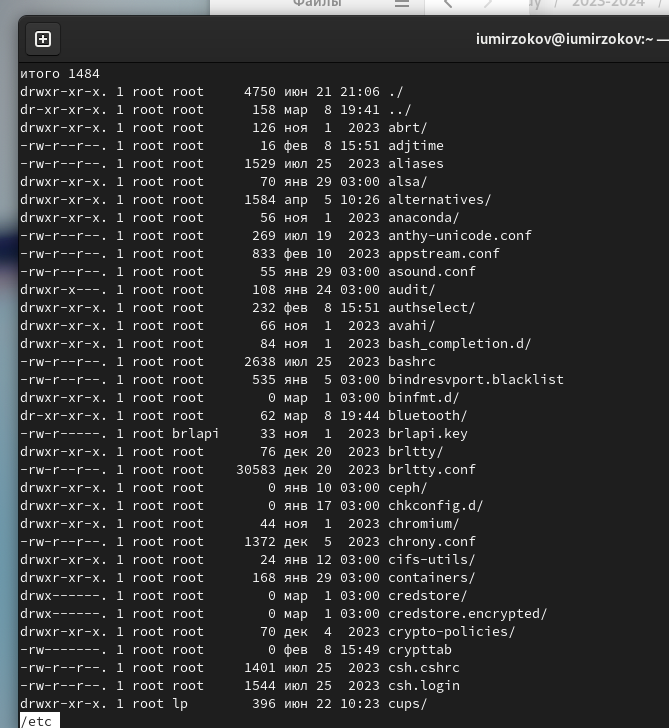 Файлы
2023-2024 /
iumirzokov@iumirzokov:~ —
итого 1484
drwxr-xr-x. 1 root root     4750 июн 21 21:06 ./
dr-xr-xr-x. 1 root root      158 мар  8 19:41 ../
drwxr-xr-x. 1 root root      126 ноя  1  2023 abrt/
-rw-r--r--. 1 root root       16 фев  8 15:51 adjtime
-rw-r--r--. 1 root root     1529 июл 25  2023 aliases
drwxr-xr-x. 1 root root       70 янв 29 03:00 alsa/
drwxr-xr-x. 1 root root     1584 апр  5 10:26 alternatives/
drwxr-xr-x. 1 root root       56 ноя  1  2023 anaconda/
-rw-r--r--. 1 root root      269 июл 19  2023 anthy-unicode.conf
-rw-r--r--. 1 root root      833 фев 10  2023 appstream.conf
-rw-r--r--. 1 root root       55 янв 29 03:00 asound.conf
drwxr-x---. 1 root root      108 янв 24 03:00 audit/
drwxr-xr-x. 1 root root      232 фев  8 15:51 authselect/
drwxr-xr-x. 1 root root       66 ноя  1  2023 avahi/
drwxr-xr-x. 1 root root       84 ноя  1  2023 bash_completion.d/
-rw-r--r--. 1 root root     2638 июл 25  2023 bashrc
-rw-r--r--. 1 root root      535 янв  5 03:00 bindresvport.blacklist
drwxr-xr-x. 1 root root        0 мар  1 03:00 binfmt.d/
dr-xr-xr-x. 1 root root       62 мар  8 19:44 bluetooth/
-rw-r-----. 1 root brlapi     33 ноя  1  2023 brlapi.key
drwxr-xr-x. 1 root root       76 дек 20  2023 brltty/
-rw-r--r--. 1 root root    30583 дек 20  2023 brltty.conf
drwxr-xr-x. 1 root root        0 янв 10 03:00 ceph/
drwxr-xr-x. 1 root root        0 янв 17 03:00 chkconfig.d/
drwxr-xr-x. 1 root root       44 ноя  1  2023 chromium/
-rw-r--r--. 1 root root     1372 дек  5  2023 chrony.conf
drwxr-xr-x. 1 root root       24 янв 12 03:00 cifs-utils/
drwxr-xr-x. 1 root root      168 янв 29 03:00 containers/
drwx------. 1 root root        0 мар  1 03:00 credstore/
drwx------. 1 root root        0 мар  1 03:00 credstore.encrypted/
drwxr-xr-x. 1 root root       70 дек  4  2023 crypto-policies/
-rw-------. 1 root root        0 фев  8 15:49 crypttab
-rw-r--r--. 1 root root     1401 июл 25  2023 csh.cshrc
-rw-r--r--. 1 root root     1544 июл 25  2023 csh.login
drwxr-xr-x. 1 root lp        396 июн 22 10:23 cups/
/etc